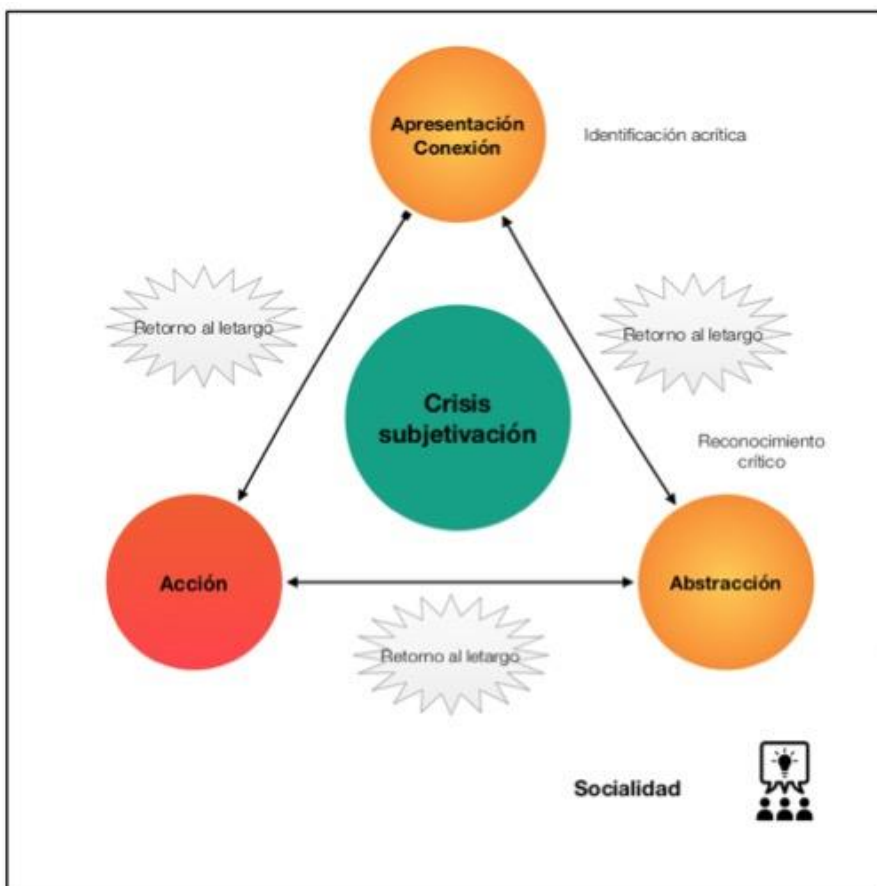 Apresentación
Conexión
Identificación acrítica
Retorno al letargo
Retorno al letargo
Crisis
subjetivación
Reconocimiento
crítico
Acción
Abstracción
Retorno al letargo
Socialidad